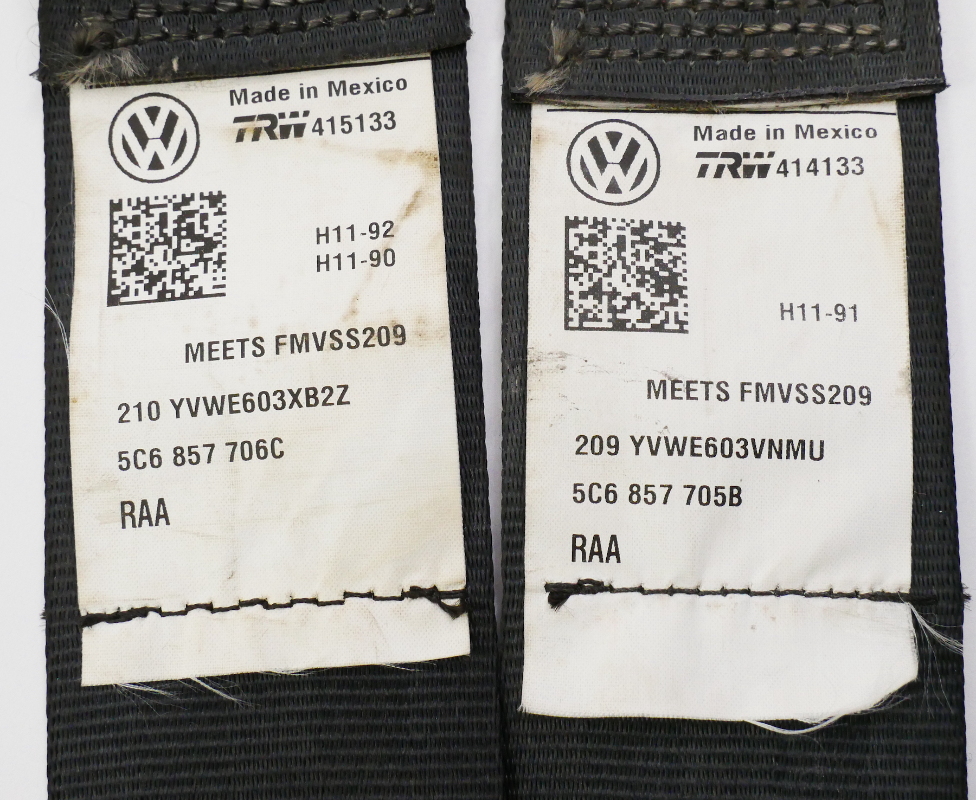 Made in Mexico
TRW 415133
H11-92
H11-90
MEETS FMVSS209
210 YVWE603XB2Z
5C6 857 706C
RAA
Made in Mexico
TRW 414133
H11-91
MEETS FMVSS209
209 YVWE603VNMU
5C6 857 705B
RAA